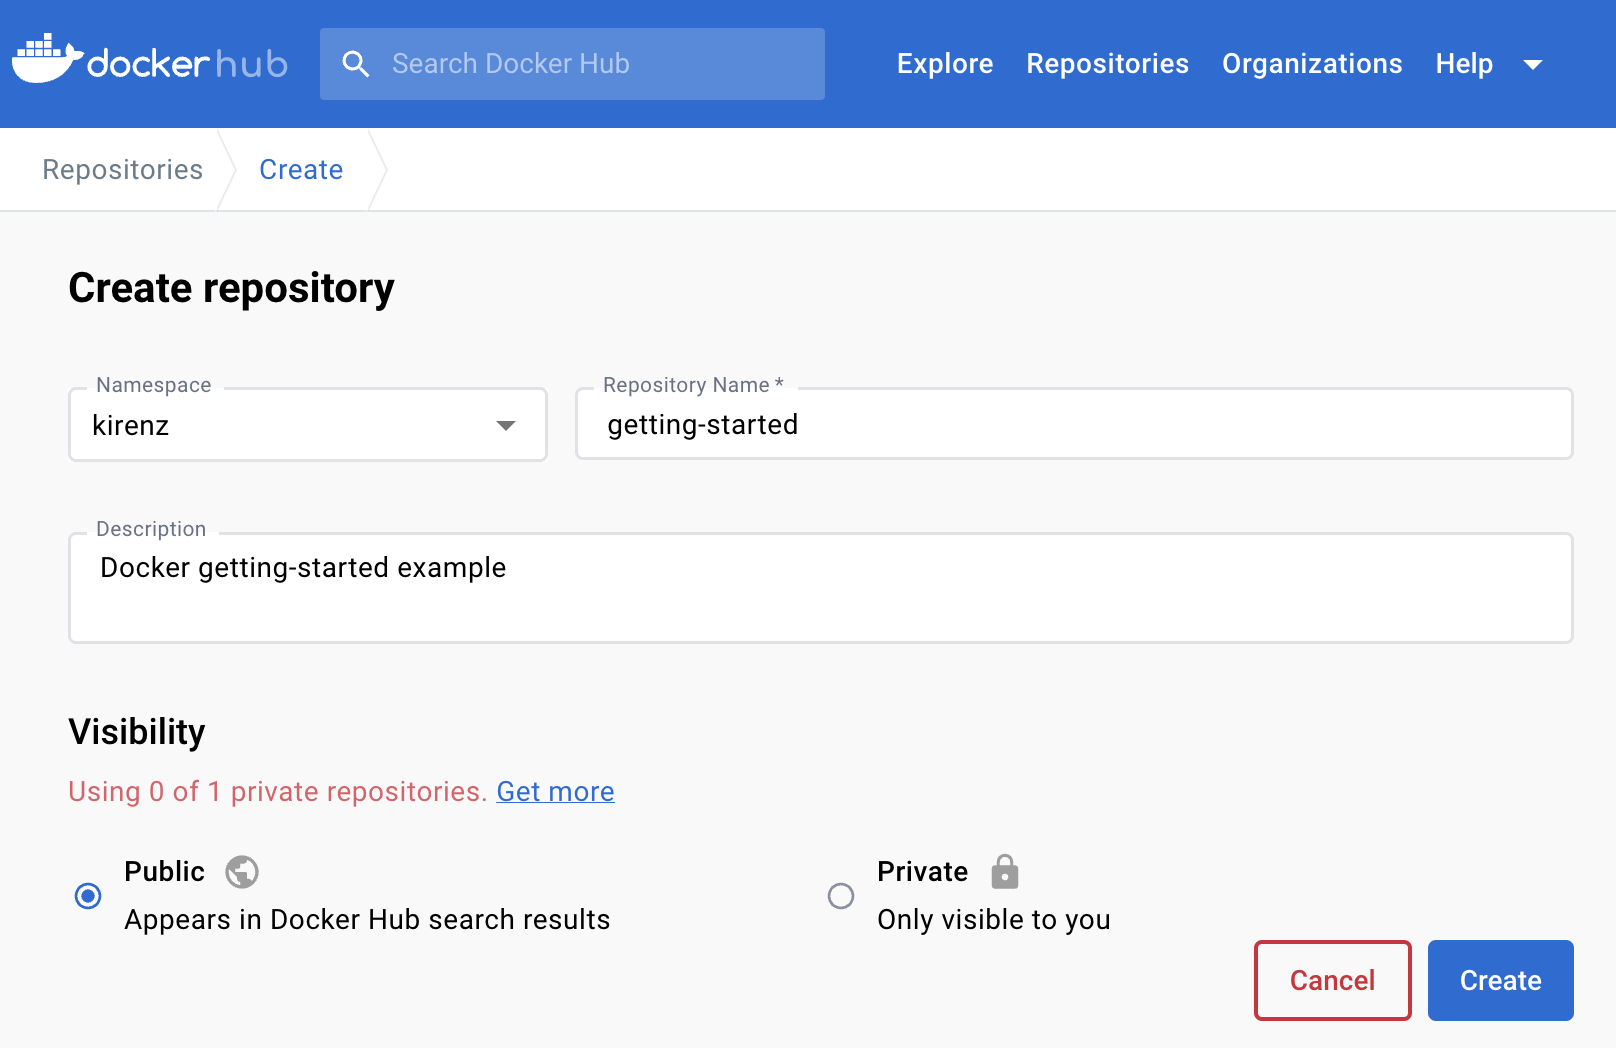 docker hub Search Docker Hub Explore Repositories Organizations Help
Repositories Create
Create repository
Namespace Repository Name *
kirenz getting-started
Description
Docker getting-started example
Visibility
Using 0 of 1 private repositories. Get more
Public Private
Appears in Docker Hub search results Only visible to you
Cancel Create